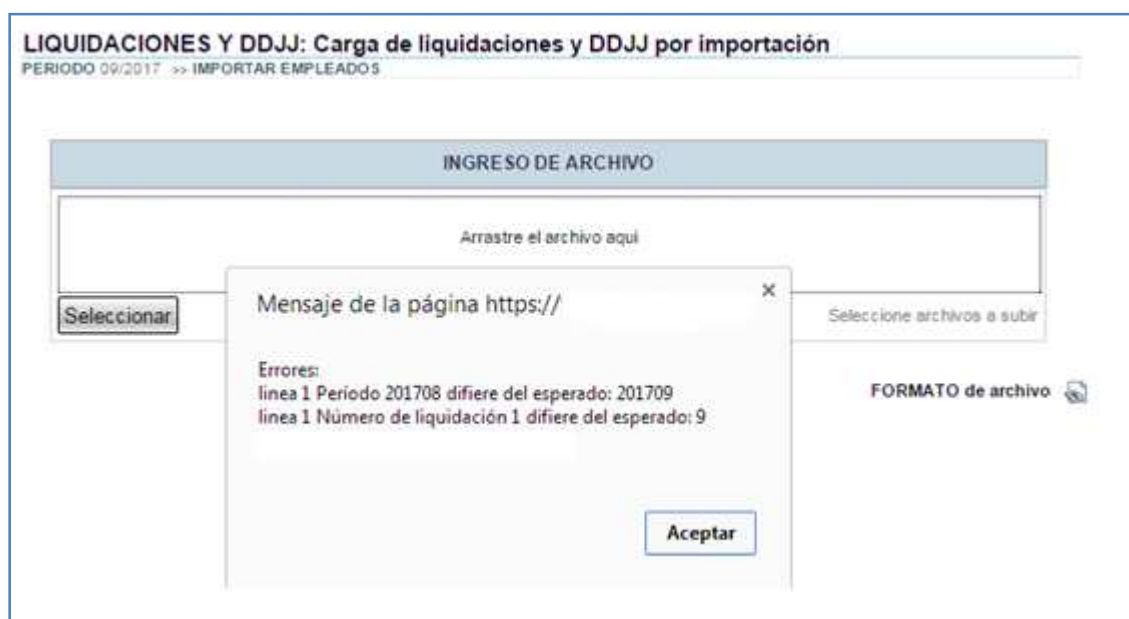 LIQUIDACIONES Y DDJJ: Carga de liquidaciones y DDJJ por importación
PERIODO 09/2017 >> IMPORTAR EMPLEADOS
INGRESO DE ARCHIVO
Arrastre el archivo aqui
Seleccionar
Seleccione archivos a subir
Mensaje de la página https://
×
Errores:
linea 1 Período 201708 difiere del esperado: 201709
linea 1 Número de liquidación 1 difiere del esperado: 9
FORMATO de archivo
Aceptar